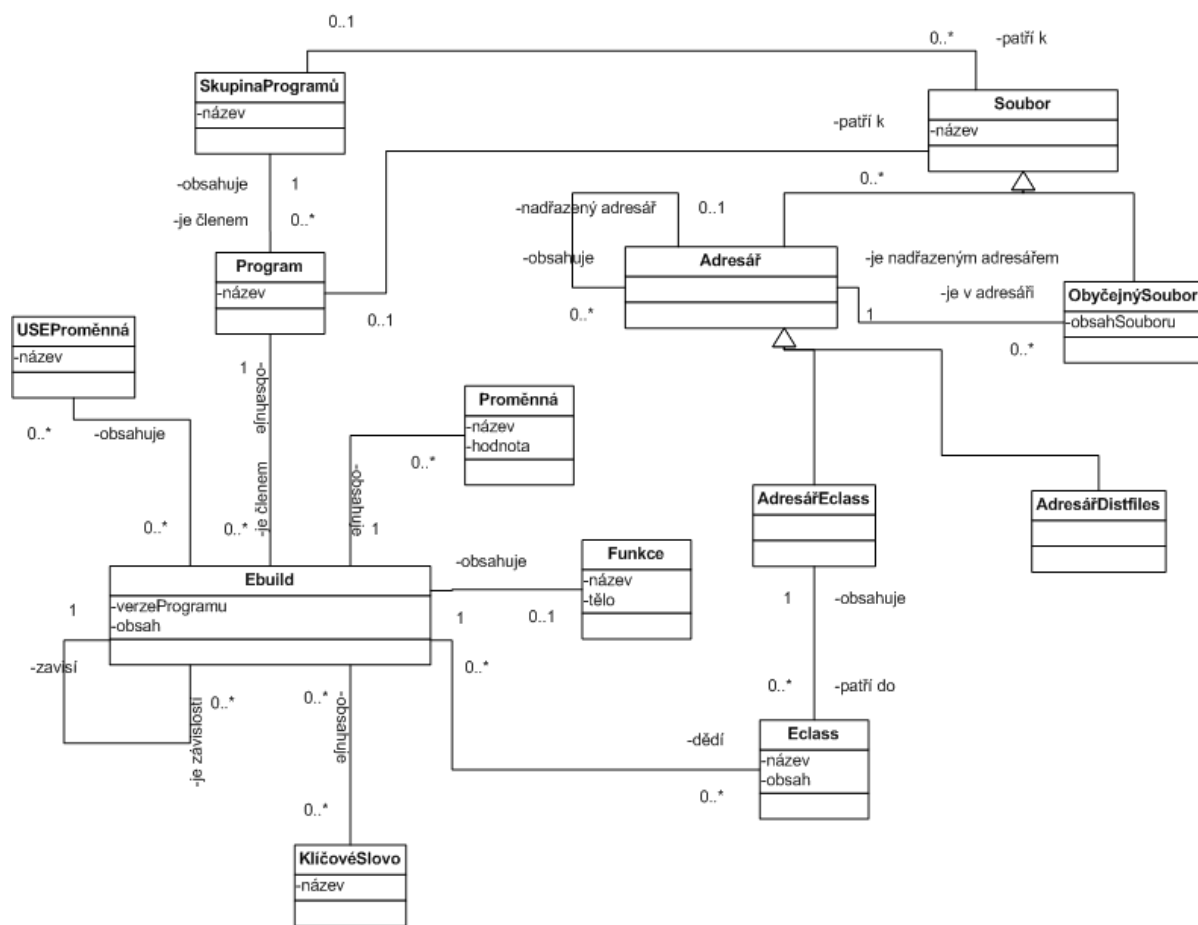 0..1
0..*
-patří k
SkupinaProgramů
-název
Soubor
-název
-patří k
-obsahuje
1
-je členem
0..*
0..*
-nadřazený adresář
0..1
-obsahuje
0..*
Adresář
-je nadřazeným adresářem
-je v adresáři
1
0..*
ObyčejnýSoubor
-obsahSouboru
Program
-název
0..1
USEProměnná
-název
0..*
-obsahuje
0..*
1
-obsahuje
-je členem
0..*
Proměnná
-název
-hodnota
0..*
-obsahuje
1
AdresářEclass
AdresářDistfiles
Ebuild
-verzeProgramu
-obsah
-obsahuje
1
0..1
Funkce
-název
-tělo
1
-zavisí
0..*
-je závislostí
0..*
-obsahuje
0..*
0..*
-dědí
0..*
1
-obsahuje
0..*
-patří do
Eclass
-název
-obsah
KlíčovéSlovo
-název